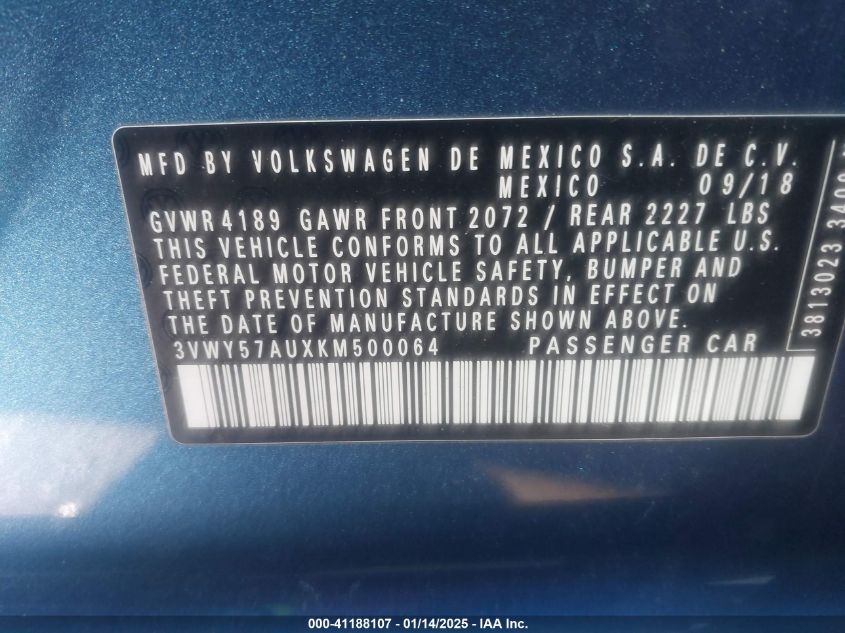 MFD BY VOLKSWAGEN DE MEXICO S.A. DE C.V.
MEXICO 09/18
GVWR 4189 GAWR FRONT 2072 / REAR 2227 LBS
THIS VEHICLE CONFORMS TO ALL APPLICABLE U.S.
FEDERAL MOTOR VEHICLE SAFETY, BUMPER AND
THEFT PREVENTION STANDARDS IN EFFECT ON
THE DATE OF MANUFACTURE SHOWN ABOVE.
3VWY57AUXKM500064 PASSENGER CAR
3813023
000-41188107 - 01/14/2025 - IAA Inc.